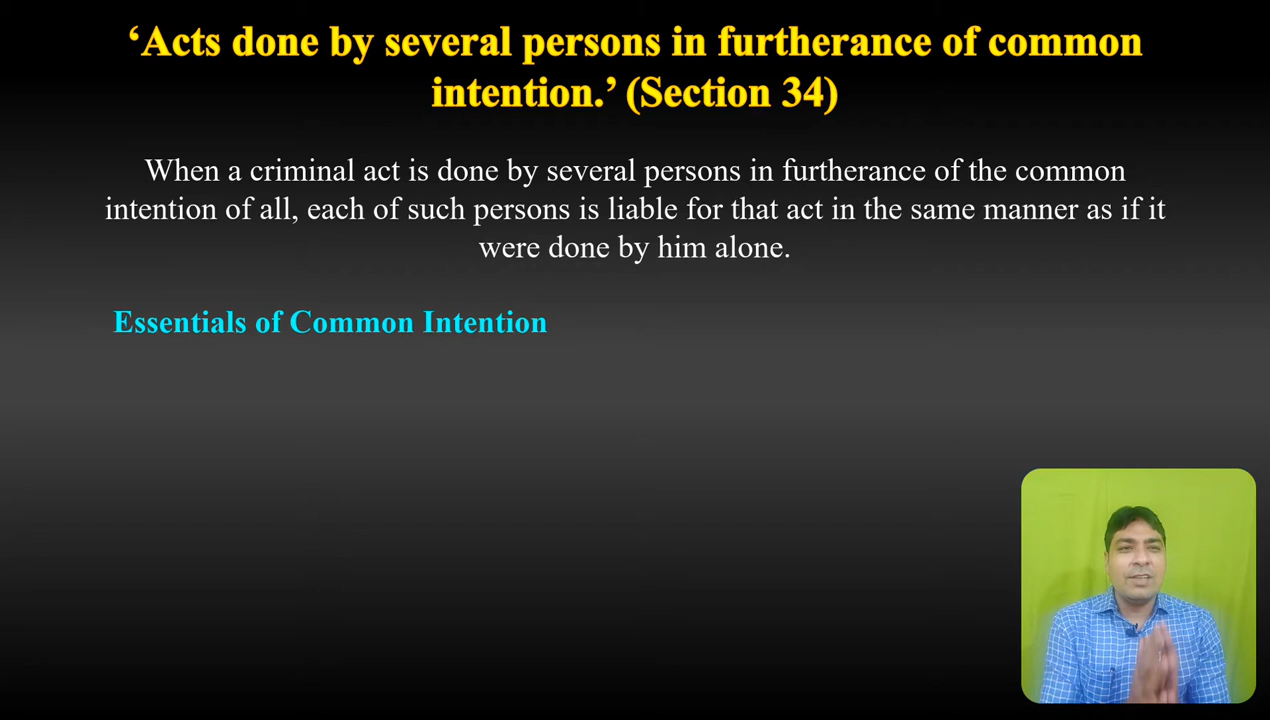 ‘Acts done by several persons in furtherance of common
intention.’ (Section 34)
When a criminal act is done by several persons in furtherance of the common
intention of all, each of such persons is liable for that act in the same manner as if it
were done by him alone.
Essentials of Common Intention